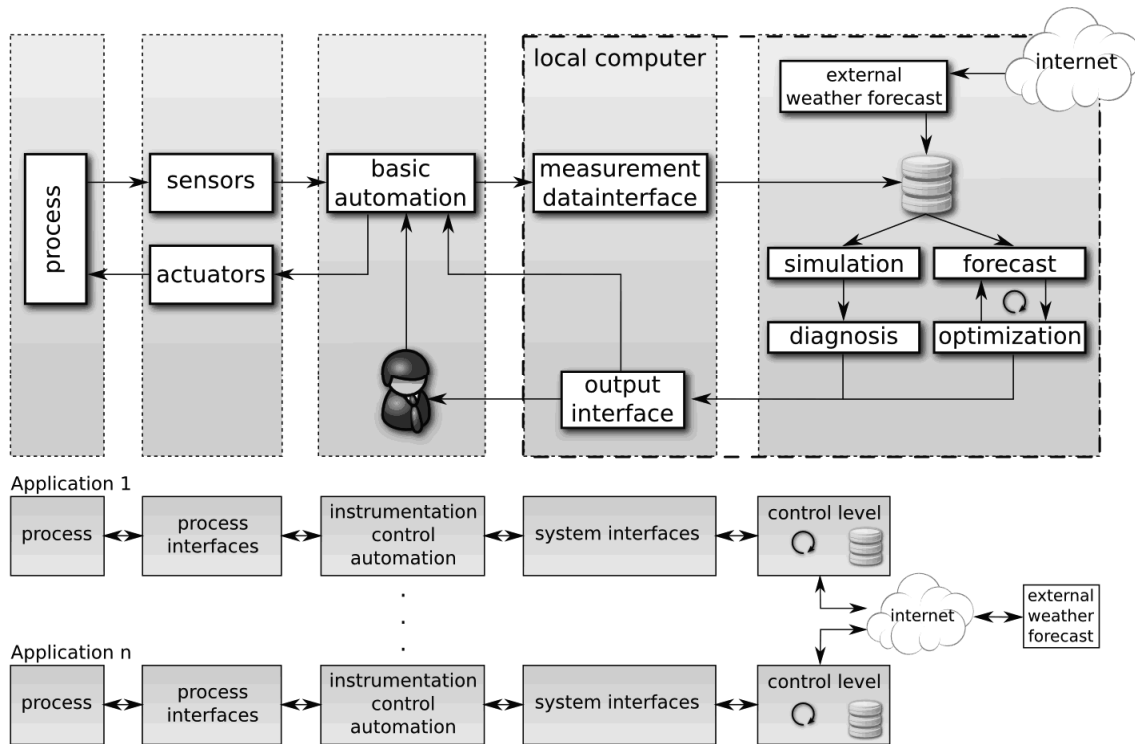 local computer
internet
external
weather forecast
process
sensors
basic
automation
measurement
datainterface
actuators
simulation
forecast
diagnosis
optimization
output
interface
Application 1
process
process
interfaces
instrumentation
control
automation
system interfaces
control level
internet
external
weather
forecast
Application n
process
process
interfaces
instrumentation
control
automation
system interfaces
control level